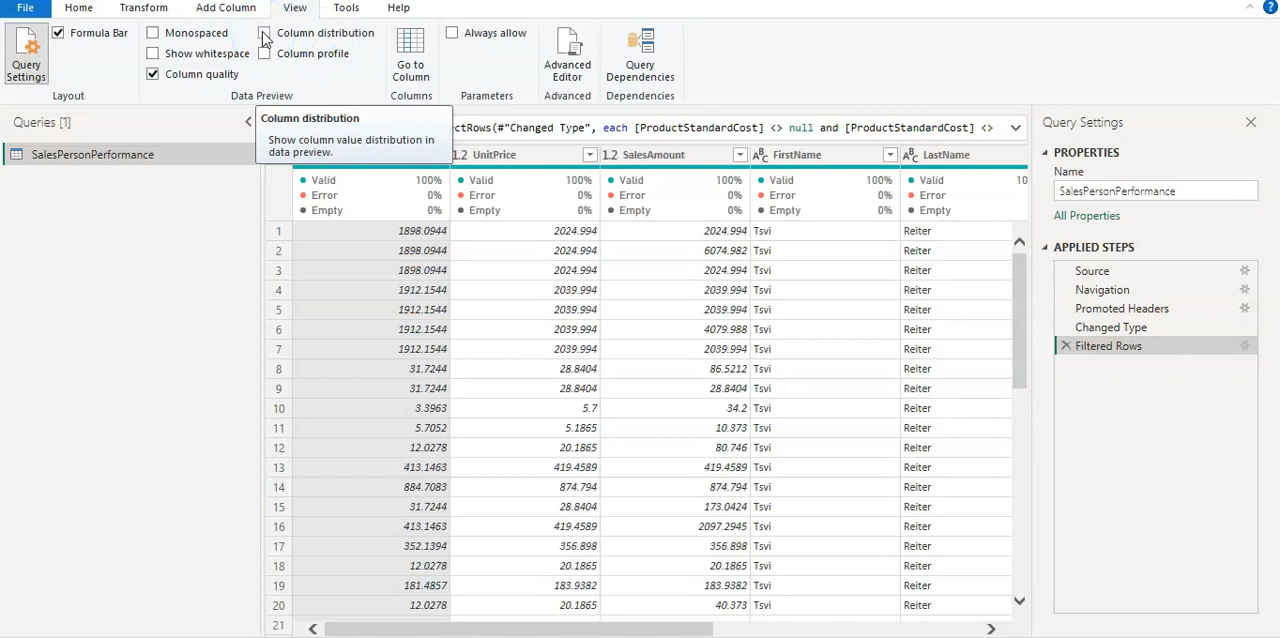 File Home Transform Add Column View Tools Help
Formula Bar Monospaced Column distribution Always allow
Show whitespace Column profile
Column quality
Query Settings Go to Column Advanced Editor Query Dependencies
Layout Data Preview Columns Parameters Advanced Dependencies
Column distribution
Show column value distribution in
data preview.
Queries [1]
SalesPersonPerformance
ectRows(#"Changed Type", each [ProductStandardCost] <> null and [ProductStandardCost] <>
1.2 UnitPrice 1.2 SalesAmount ABC FirstName ABC LastName
Valid 100% Valid 100% Valid 100% Valid 100% Valid 10
Error 0% Error 0% Error 0% Error 0% Error
Empty 0% Empty 0% Empty 0% Empty 0% Empty
1 1898.0944 2024.994 2024.994 Tsvi Reiter
2 1898.0944 2024.994 6074.982 Tsvi Reiter
3 1898.0944 2024.994 2024.994 Tsvi Reiter
4 1912.1544 2039.994 2039.994 Tsvi Reiter
5 1912.1544 2039.994 2039.994 Tsvi Reiter
6 1912.1544 2039.994 4079.988 Tsvi Reiter
7 1912.1544 2039.994 2039.994 Tsvi Reiter
8 31.7244 28.8404 86.5212 Tsvi Reiter
9 31.7244 28.8404 28.8404 Tsvi Reiter
10 3.3963 5.7 34.2 Tsvi Reiter
11 5.7052 5.1865 10.373 Tsvi Reiter
12 12.0278 20.1865 80.746 Tsvi Reiter
13 413.1463 419.4589 419.4589 Tsvi Reiter
14 884.7083 874.794 874.794 Tsvi Reiter
15 31.7244 28.8404 173.0424 Tsvi Reiter
16 413.1463 419.4589 2097.2945 Tsvi Reiter
17 352.1394 356.898 356.898 Tsvi Reiter
18 12.0278 20.1865 20.1865 Tsvi Reiter
19 181.4857 183.9382 183.9382 Tsvi Reiter
20 12.0278 20.1865 40.373 Tsvi Reiter
21
Query Settings
PROPERTIES
Name
SalesPersonPerformance
All Properties
APPLIED STEPS
Source
Navigation
Promoted Headers
Changed Type
Filtered Rows